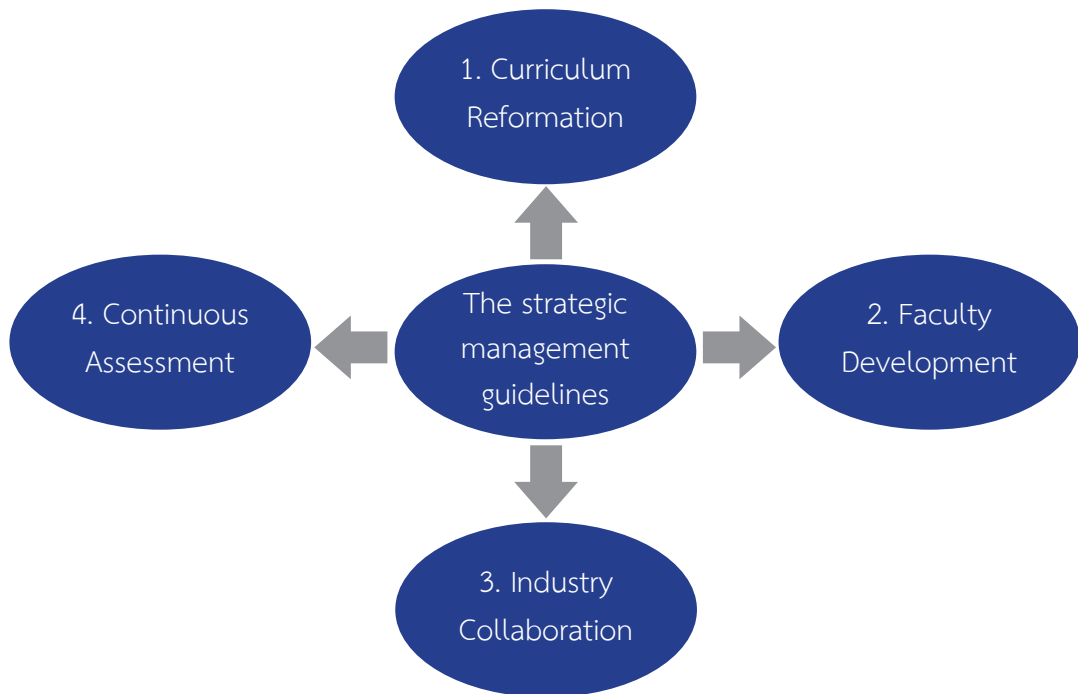 1. Curriculum
Reformation
4. Continuous
Assessment
The strategic
management
guidelines
2. Faculty
Development
3. Industry
Collaboration